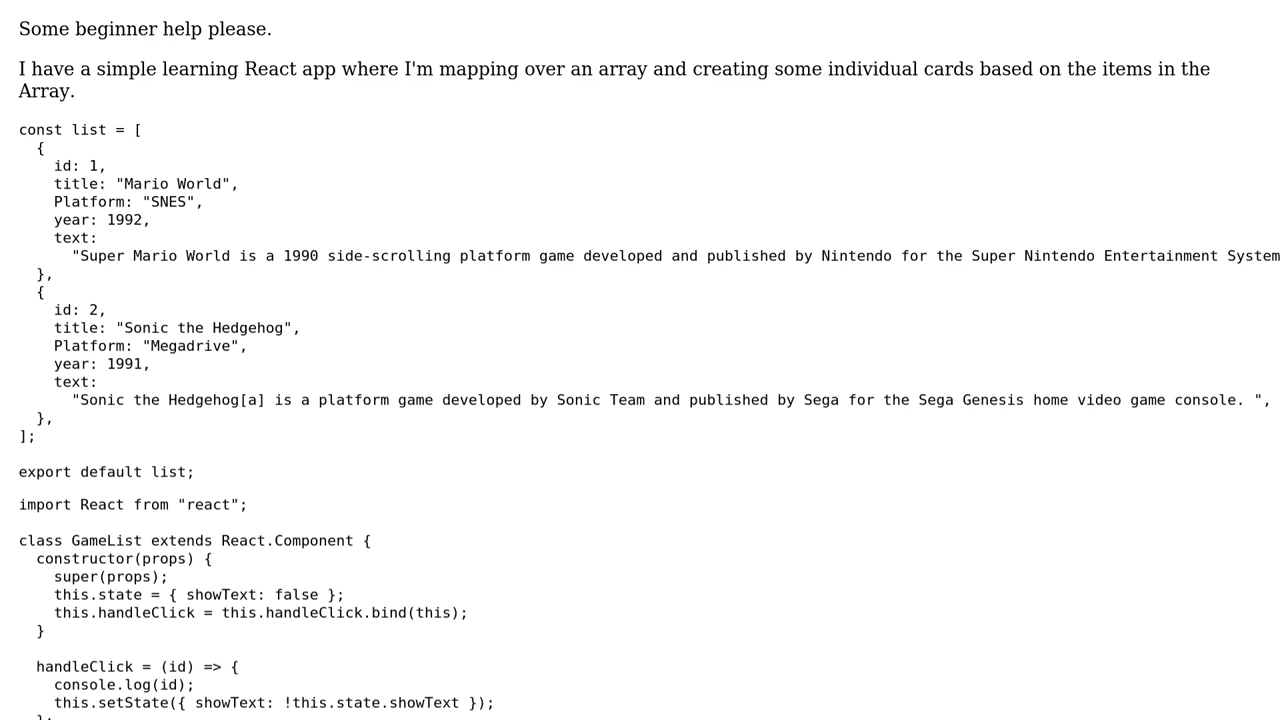 Some beginner help please.
I have a simple learning React app where I'm mapping over an array and creating some individual cards based on the items in the
Array.
const list = [
  {
    id: 1,
    title: "Mario World",
    Platform: "SNES",
    year: 1992,
    text:
      "Super Mario World is a 1990 side-scrolling platform game developed and published by Nintendo for the Super Nintendo Entertainment System
  },
  {
    id: 2,
    title: "Sonic the Hedgehog",
    Platform: "Megadrive",
    year: 1991,
    text:
      "Sonic the Hedgehog[a] is a platform game developed by Sonic Team and published by Sega for the Sega Genesis home video game console. ",
  },
];
export default list;
import React from "react";
class GameList extends React.Component {
  constructor(props) {
    super(props);
    this.state = { showText: false };
    this.handleClick = this.handleClick.bind(this);
  }
  handleClick = (id) => {
    console.log(id);
    this.setState({ showText: !this.state.showText });
  };